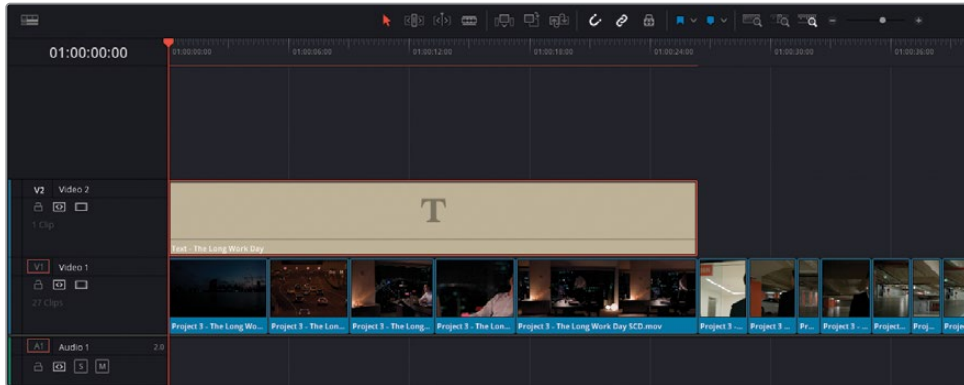 01:00:00:00
01:00:00:00 01:00:06:00 01:00:12:00 01:00:18:00 01:00:24:00 01:00:30:00 01:00:36:00
V2 Video 2
1 Clip
T
Text - The Long Work Day
V1 Video 1
27 Clips
Project 3 - The Long Wo... Project 3 - The Lon... Project 3 - The Long... Project 3 - The Lon... Project 3 - The Long Work Day SCD.mov Project 3 -... Project 3 ... Pr... Project 3 - ... Project... Proj... Proje
A1 Audio 1 2.0
S M